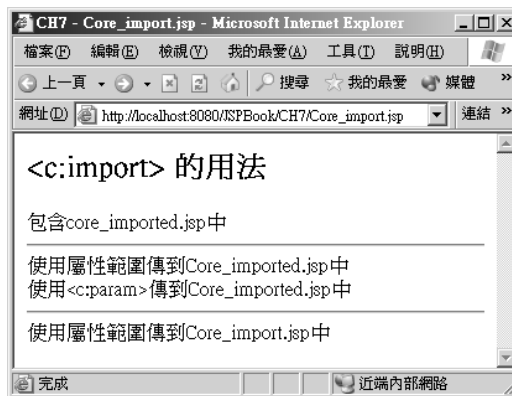 CH7 - Core_import.jsp - Microsoft Internet Explorer
檔案(F) 編輯(E) 檢視(V) 我的最愛(A) 工具(T) 說明(H)
上一頁 搜尋 我的最愛 媒體 »
網址(D) http://localhost:8080/JSPBook/CH7/Core_import.jsp 連結 »
<c:import> 的用法
包含core_imported.jsp中
使用屬性範圍傳到Core_imported.jsp中
使用<c:param>傳到Core_imported.jsp中
使用屬性範圍傳到Core_import.jsp中
完成 近端內部網路